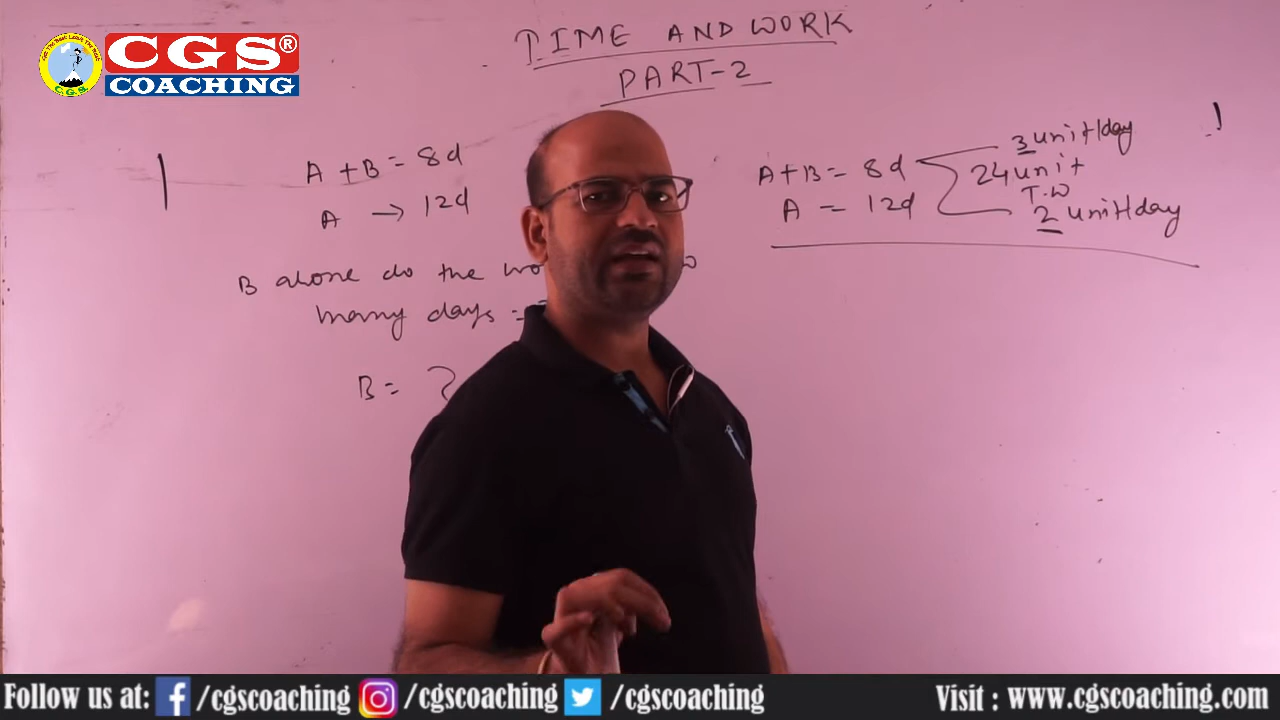 CGS®
COACHING
C.G.S.
TIME AND WORK
PART-2
A + B = 8d
A → 12d
B alone do the
many days =
B = ?
A+B = 8d
A = 12d
3 unit/day
24 unit
T.W
2 unit/day
Follow us at: /cgscoaching /cgscoaching /cgscoaching Visit : www.cgscoaching.com